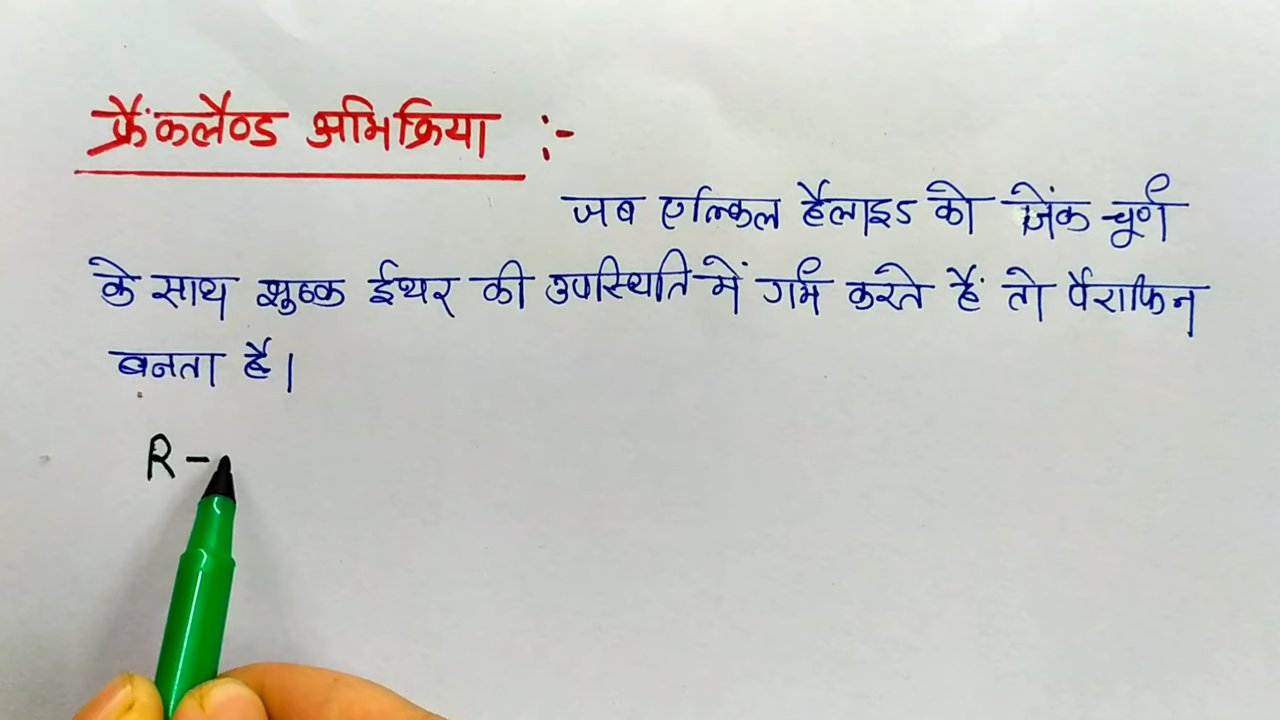 फ्रैंकलैण्ड अभिक्रिया :-
जब एल्किल हैलाइड को जिंक चूर्ण
के साथ शुष्क ईथर की उपस्थिति में गर्म करते हैं तो पैराफिन
बनता है।
R -